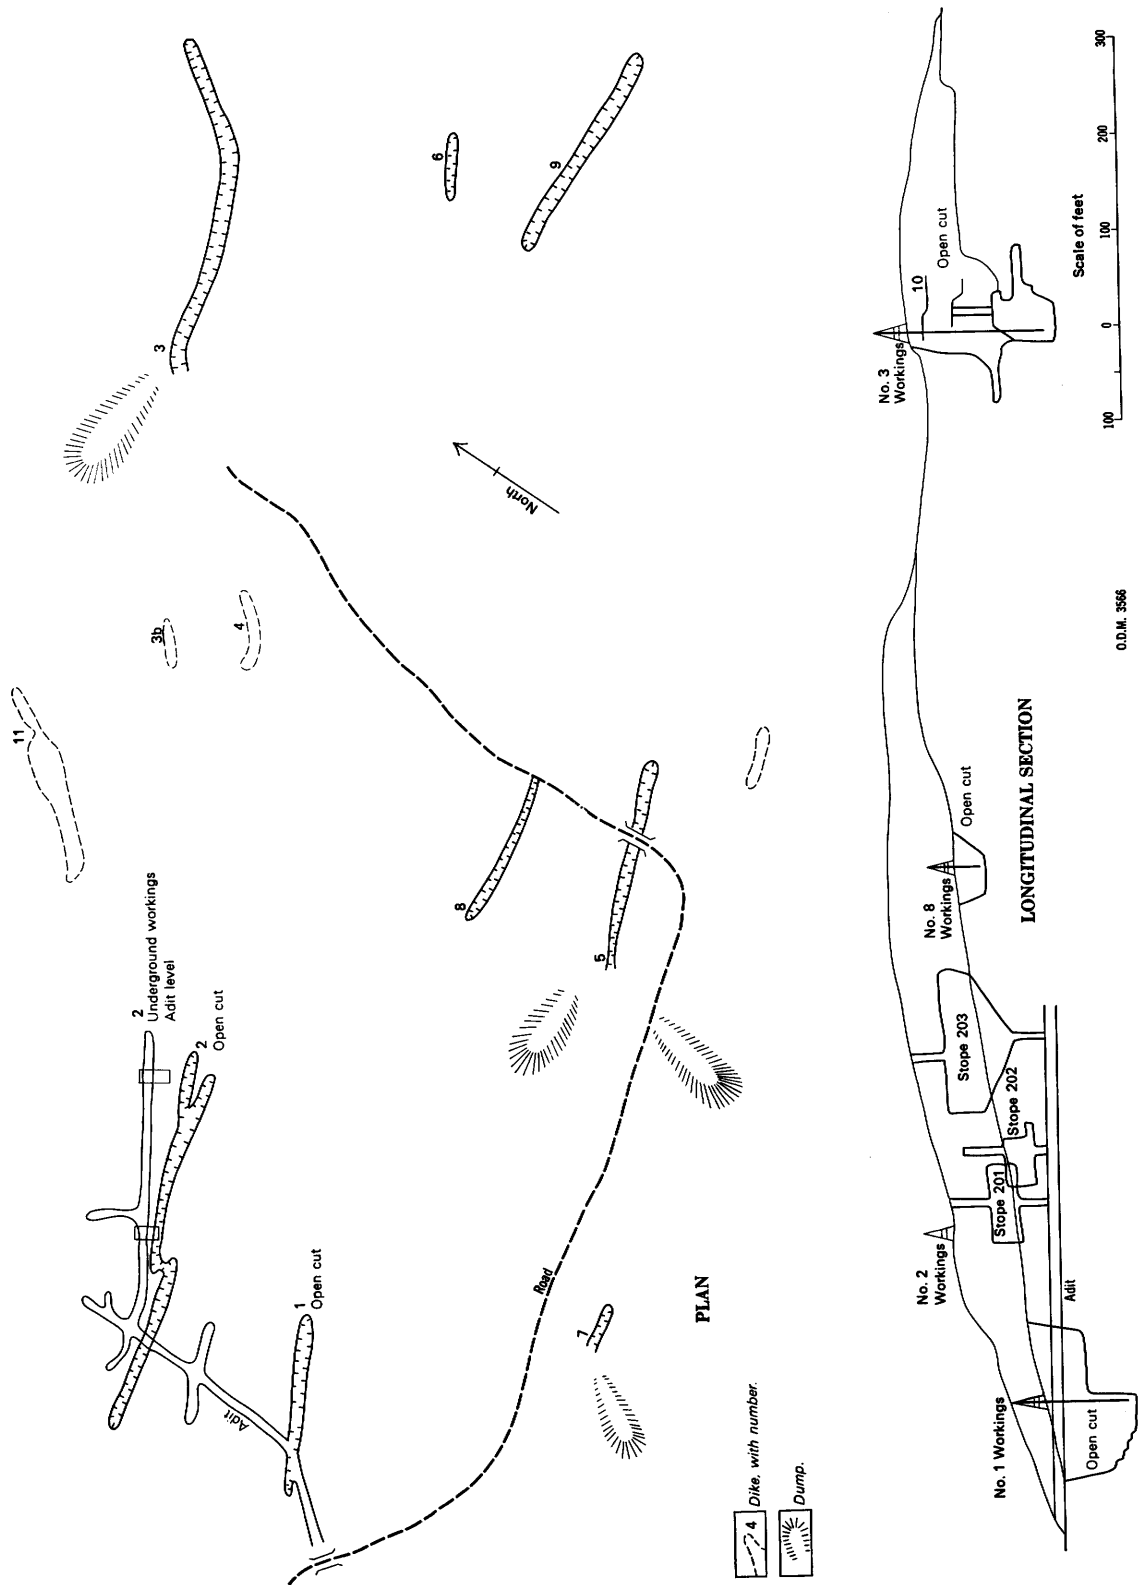 3
6
9
North
11
3b
4
8
5
2
Underground workings
Adit level
2
Open cut
1
Open cut
Adit
Road
7
PLAN
4 Dike, with number.
Dump.
No. 1 Workings
Open cut
Adit
No. 2
Workings
Stope 201
Stope 202
Stope 203
No. 8
Workings
Open cut
LONGITUDINAL SECTION
No. 3
Workings
10
Open cut
Scale of feet
100 0 100 200 300
O.D.M. 3566